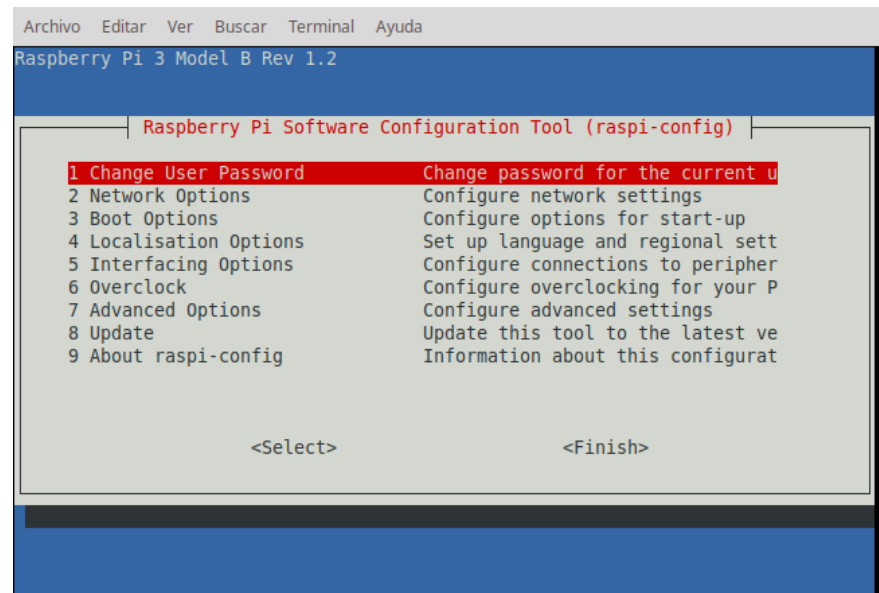 Archivo Editar Ver Buscar Terminal Ayuda
Raspberry Pi 3 Model B Rev 1.2
Raspberry Pi Software Configuration Tool (raspi-config)
1 Change User Password Change password for the current u
2 Network Options Configure network settings
3 Boot Options Configure options for start-up
4 Localisation Options Set up language and regional sett
5 Interfacing Options Configure connections to peripher
6 Overclock Configure overclocking for your P
7 Advanced Options Configure advanced settings
8 Update Update this tool to the latest ve
9 About raspi-config Information about this configurat
<Select> <Finish>